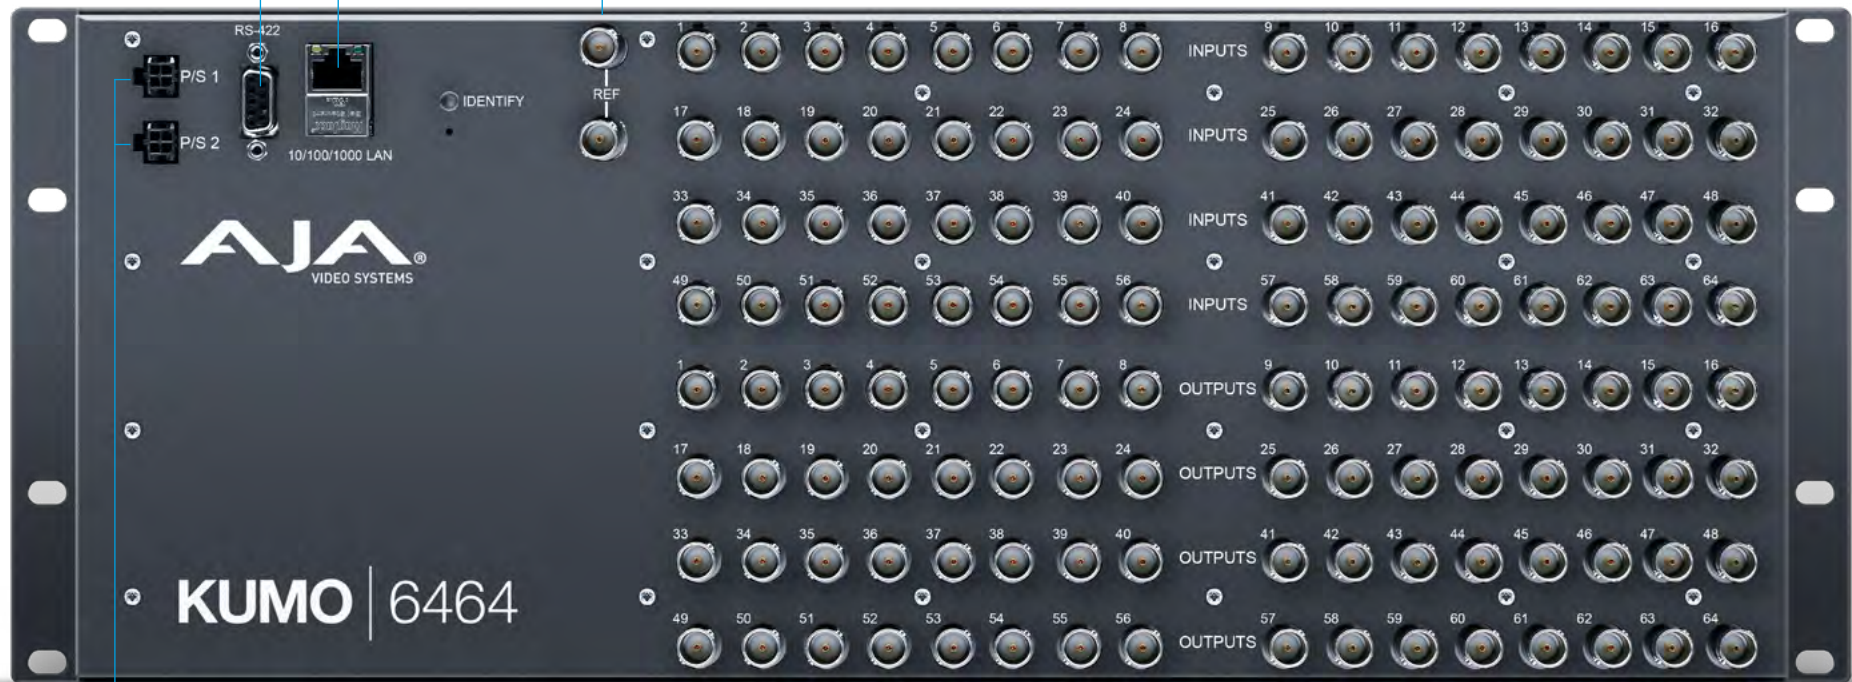 RS-422
P/S 1
P/S 2
10/100/1000 LAN
IDENTIFY
REF
AJA®
VIDEO SYSTEMS
KUMO | 6464
1 2 3 4 5 6 7 8 INPUTS 9 10 11 12 13 14 15 16
17 18 19 20 21 22 23 24 INPUTS 25 26 27 28 29 30 31 32
33 34 35 36 37 38 39 40 INPUTS 41 42 43 44 45 46 47 48
49 50 51 52 53 54 55 56 INPUTS 57 58 59 60 61 62 63 64
1 2 3 4 5 6 7 8 OUTPUTS 9 10 11 12 13 14 15 16
17 18 19 20 21 22 23 24 OUTPUTS 25 26 27 28 29 30 31 32
33 34 35 36 37 38 39 40 OUTPUTS 41 42 43 44 45 46 47 48
49 50 51 52 53 54 55 56 OUTPUTS 57 58 59 60 61 62 63 64